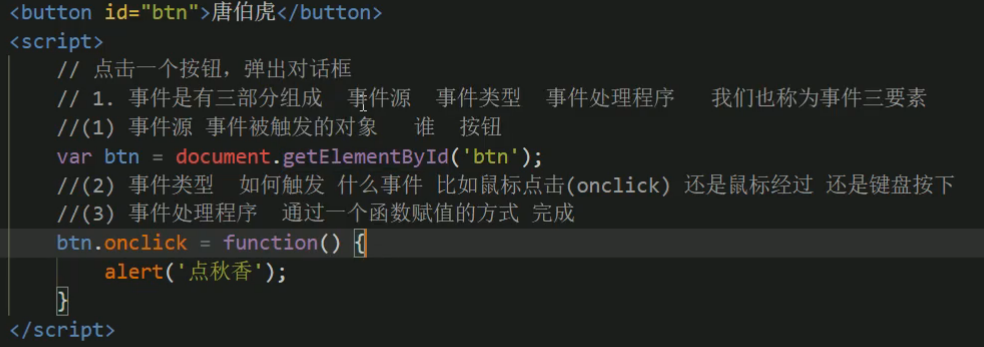 <button id="btn">唐伯虎</button>
<script>
// 点击一个按钮，弹出对话框
// 1. 事件是有三部分组成 事件源 事件类型 事件处理程序 我们也称为事件三要素
//(1) 事件源 事件被触发的对象 谁 按钮
var btn = document.getElementById('btn');
//(2) 事件类型 如何触发 什么事件 比如鼠标点击(onclick) 还是鼠标经过 还是键盘按下
//(3) 事件处理程序 通过一个函数赋值的方式 完成
btn.onclick = function() {
alert('点秋香');
}
</script>